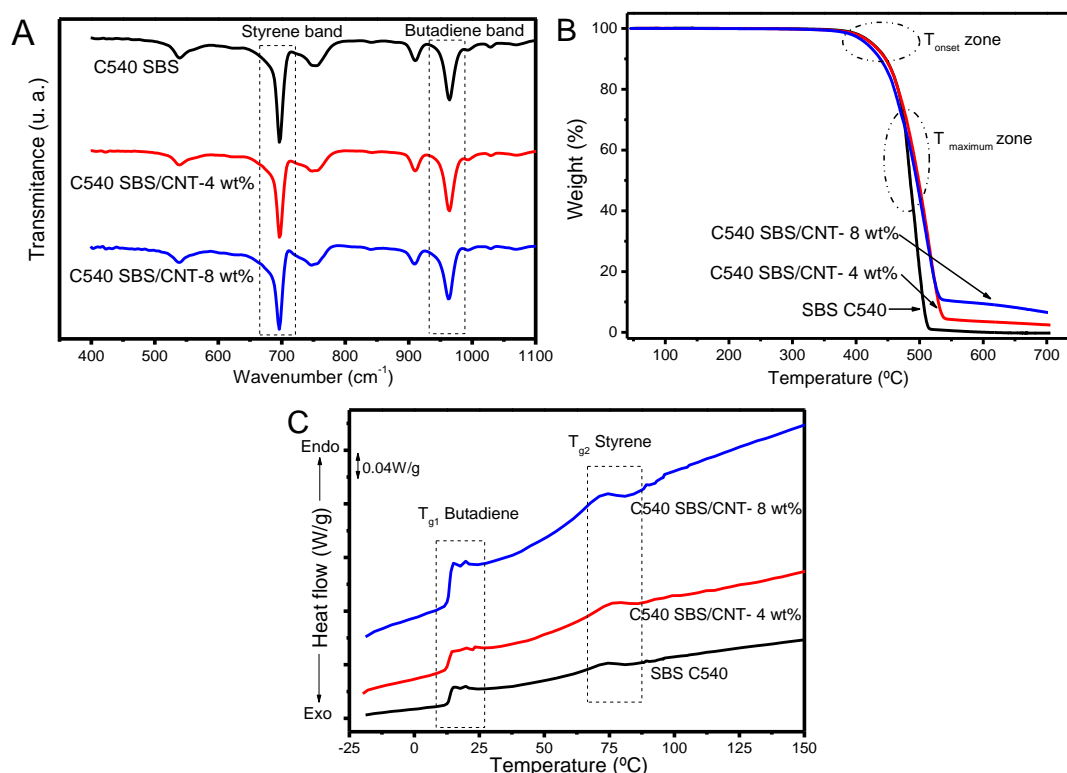 A
Styrene band
Butadiene band
C540 SBS
C540 SBS/CNT-4 wt%
C540 SBS/CNT-8 wt%
Transmitance (u. a.)
400 500 600 700 800 900 1000 1100
Wavenumber (cm-1)
B
100
80
60
40
20
0
Weight (%)
Tonset zone
Tmaximum zone
C540 SBS/CNT- 8 wt%
C540 SBS/CNT- 4 wt%
SBS C540
100 200 300 400 500 600 700
Temperature (ºC)
C
Endo
0.04W/g
Heat flow (W/g)
Exo
Tg1 Butadiene
Tg2 Styrene
C540 SBS/CNT- 8 wt%
C540 SBS/CNT- 4 wt%
SBS C540
-25 0 25 50 75 100 125 150
Temperature (ºC)